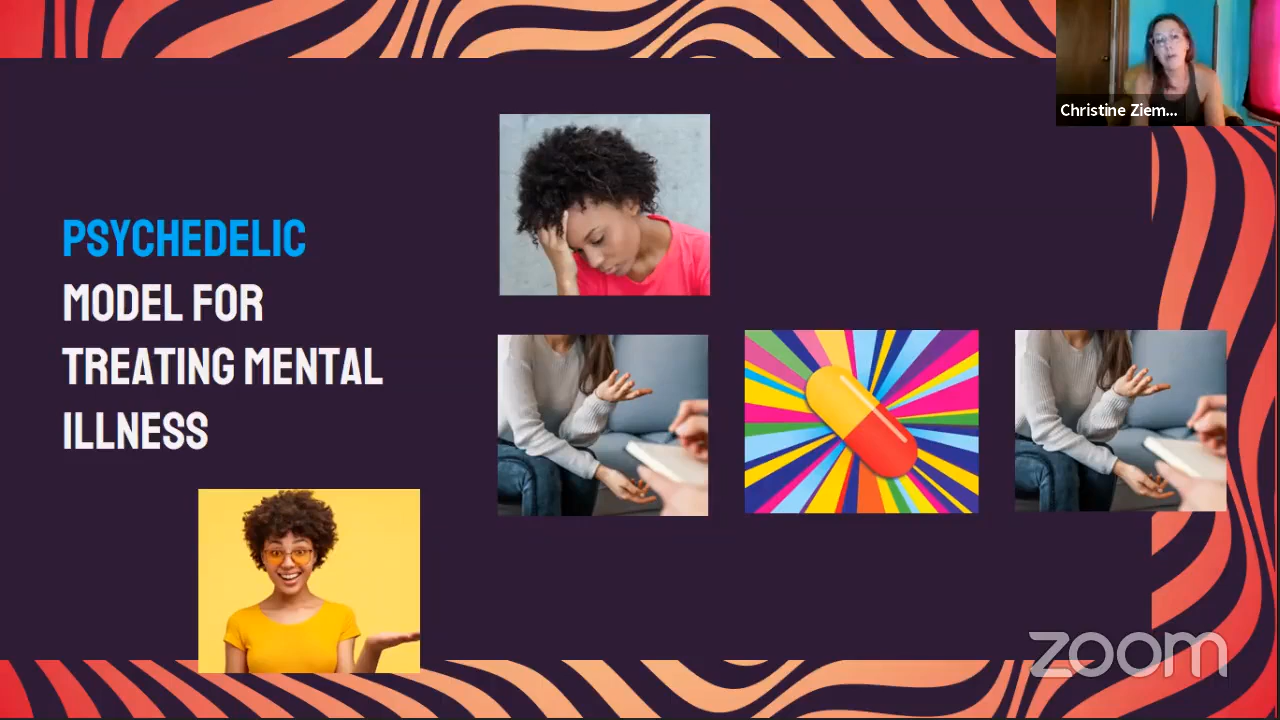 Christine Ziem...
PSYCHEDELIC
MODEL FOR
TREATING MENTAL
ILLNESS
zoom